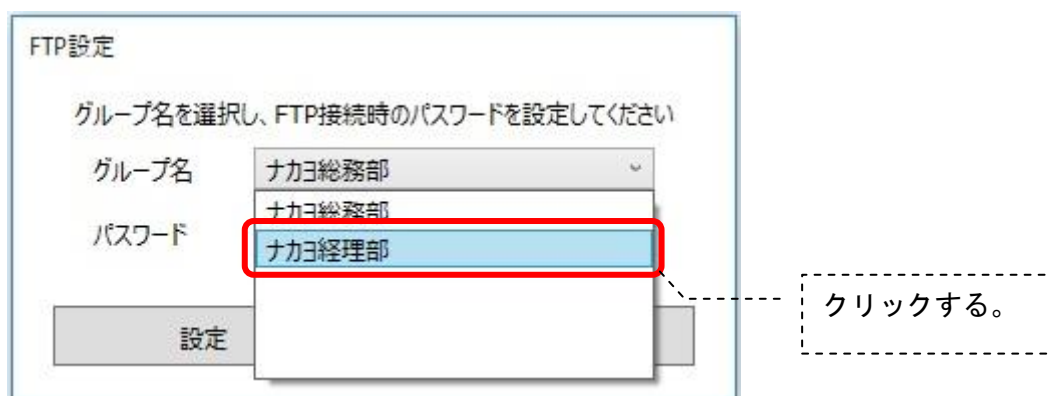 FTP設定
グループ名を選択し、FTP接続時のパスワードを設定してください
グループ名
ナカヨ総務部
ナカヨ総務部
パスワード
ナカヨ経理部
クリックする。
設定